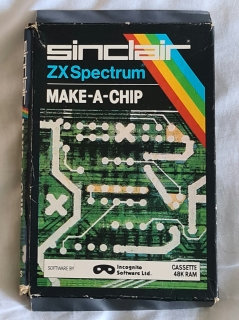 sinclair
ZX Spectrum
MAKE-A-CHIP
SOFTWARE BY
Incognito
Software Ltd.
CASSETTE
48K RAM